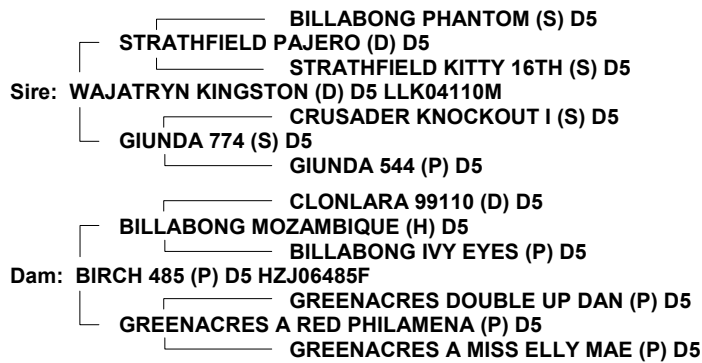 BILLABONG PHANTOM (S) D5
STRATHFIELD PAJERO (D) D5
STRATHFIELD KITTY 16TH (S) D5
Sire: WAJATRYN KINGSTON (D) D5 LLK04110M
CRUSADER KNOCKOUT I (S) D5
GIUNDA 774 (S) D5
GIUNDA 544 (P) D5
CLONLARA 99110 (D) D5
BILLABONG MOZAMBIQUE (H) D5
BILLABONG IVY EYES (P) D5
Dam: BIRCH 485 (P) D5 HZJ06485F
GREENACRES DOUBLE UP DAN (P) D5
GREENACRES A RED PHILAMENA (P) D5
GREENACRES A MISS ELLY MAE (P) D5